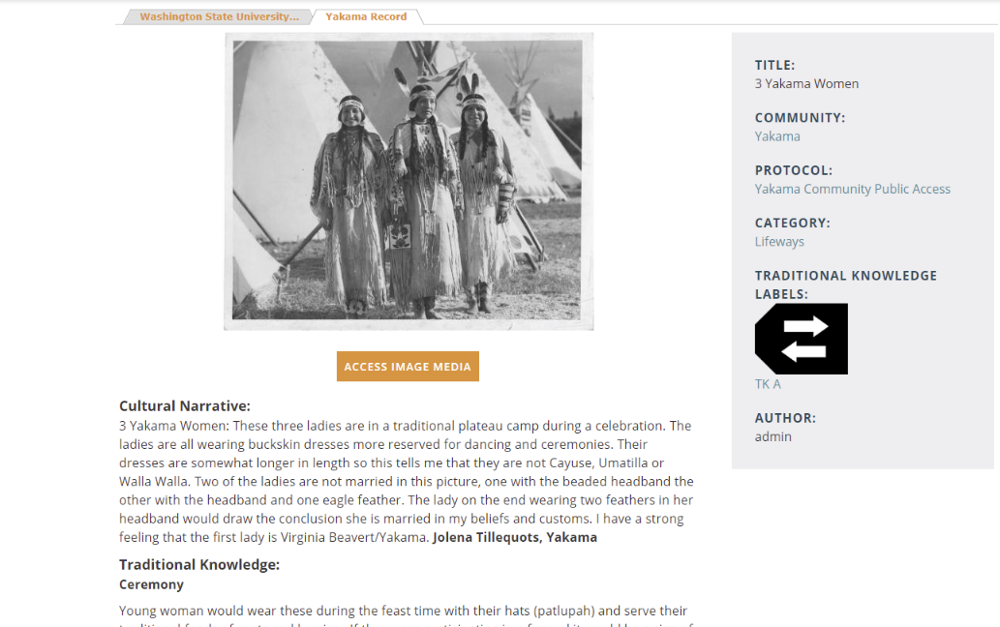 Washington State University...
Yakama Record
TITLE:
3 Yakama Women
COMMUNITY:
Yakama
PROTOCOL:
Yakama Community Public Access
CATEGORY:
Lifeways
TRADITIONAL KNOWLEDGE
LABELS:
TK A
AUTHOR:
admin
ACCESS IMAGE MEDIA
Cultural Narrative:
3 Yakama Women: These three ladies are in a traditional plateau camp during a celebration. The
ladies are all wearing buckskin dresses more reserved for dancing and ceremonies. Their
dresses are somewhat longer in length so this tells me that they are not Cayuse, Umatilla or
Walla Walla. Two of the ladies are not married in this picture, one with the beaded headband the
other with the headband and one eagle feather. The lady on the end wearing two feathers in her
headband would draw the conclusion she is married in my beliefs and customs. I have a strong
feeling that the first lady is Virginia Beavert/Yakama. Jolena Tillequots, Yakama
Traditional Knowledge:
Ceremony
Young woman would wear these during the feast time with their hats (patlupah) and serve their